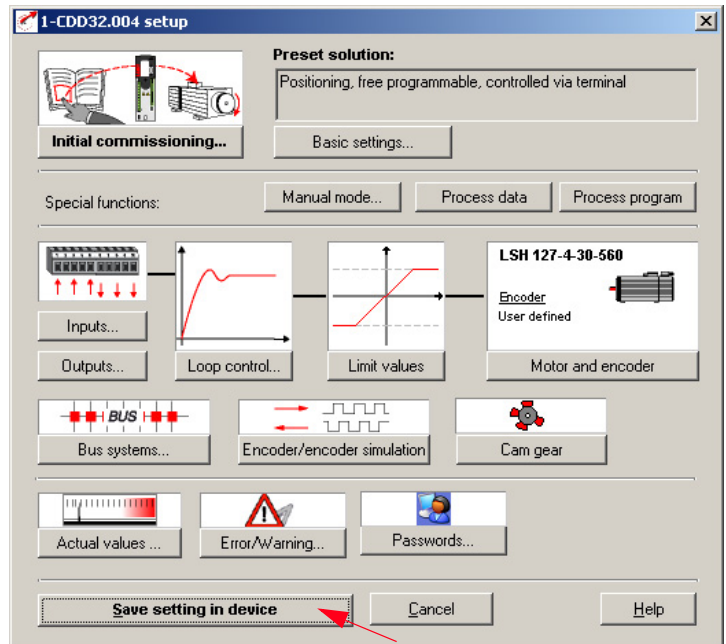 1-CDD32.004 setup
Preset solution:
Positioning, free programmable, controlled via terminal
Initial commissioning...
Basic settings...
Special functions:
Manual mode...
Process data
Process program
LSH 127-4-30-560
Encoder
User defined
Inputs...
Outputs...
Loop control...
Limit values
Motor and encoder
BUS
Bus systems...
Encoder/encoder simulation
Cam gear
Actual values ...
Error/Warning...
Passwords...
Save setting in device
Cancel
Help